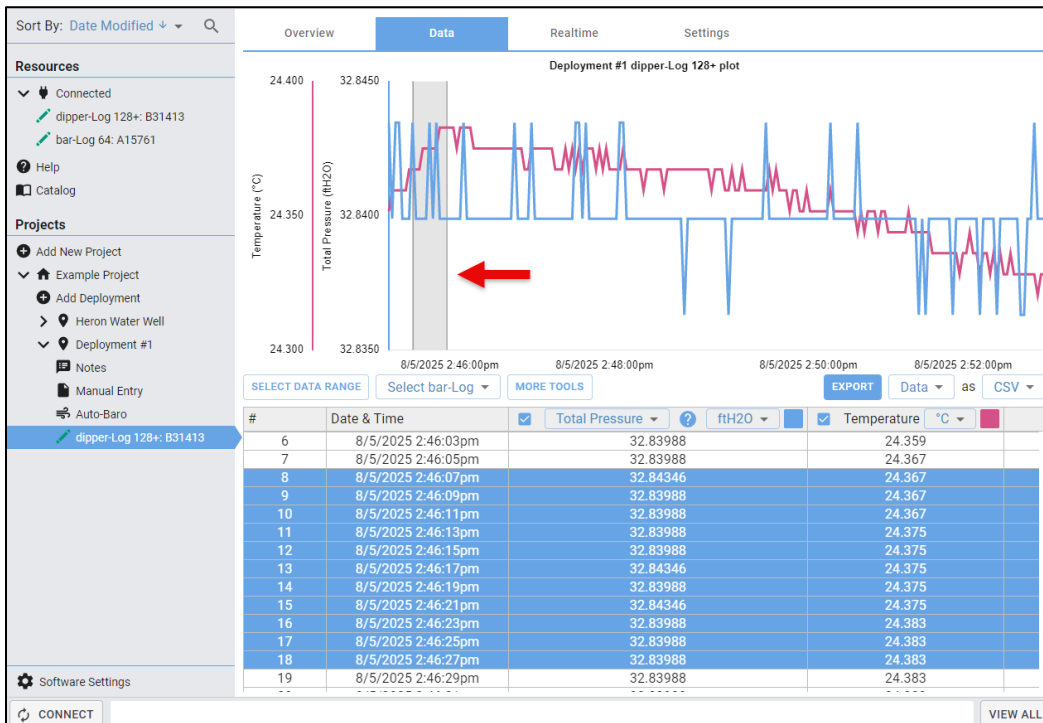 Sort By: Date Modified
Resources
Connected
dipper-Log 128+: B31413
bar-Log 64: A15761
Help
Catalog
Projects
Add New Project
Example Project
Add Deployment
Heron Water Well
Deployment #1
Notes
Manual Entry
Auto-Baro
dipper-Log 128+: B31413
Software Settings
CONNECT
Overview Data Realtime Settings
Deployment #1 dipper-Log 128+ plot
24.400 32.8450
24.350 32.8400
24.300 32.8350
Temperature (°C)
Total Pressure (ftH2O)
8/5/2025 2:46:00pm 8/5/2025 2:48:00pm 8/5/2025 2:50:00pm 8/5/2025 2:52:00pm
SELECT DATA RANGE Select bar-Log MORE TOOLS EXPORT Data as CSV
# Date & Time Total Pressure ? ftH2O Temperature °C
6 8/5/2025 2:46:03pm 32.83988 24.359
7 8/5/2025 2:46:05pm 32.83988 24.367
8 8/5/2025 2:46:07pm 32.84346 24.367
9 8/5/2025 2:46:09pm 32.83988 24.367
10 8/5/2025 2:46:11pm 32.83988 24.367
11 8/5/2025 2:46:13pm 32.83988 24.375
12 8/5/2025 2:46:15pm 32.83988 24.375
13 8/5/2025 2:46:17pm 32.84346 24.375
14 8/5/2025 2:46:19pm 32.83988 24.375
15 8/5/2025 2:46:21pm 32.84346 24.375
16 8/5/2025 2:46:23pm 32.83988 24.383
17 8/5/2025 2:46:25pm 32.83988 24.383
18 8/5/2025 2:46:27pm 32.83988 24.383
19 8/5/2025 2:46:29pm 32.83988 24.383
VIEW ALL